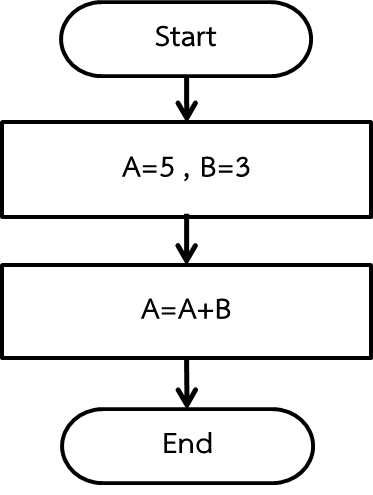 Start
A=5 , B=3
A=A+B
End